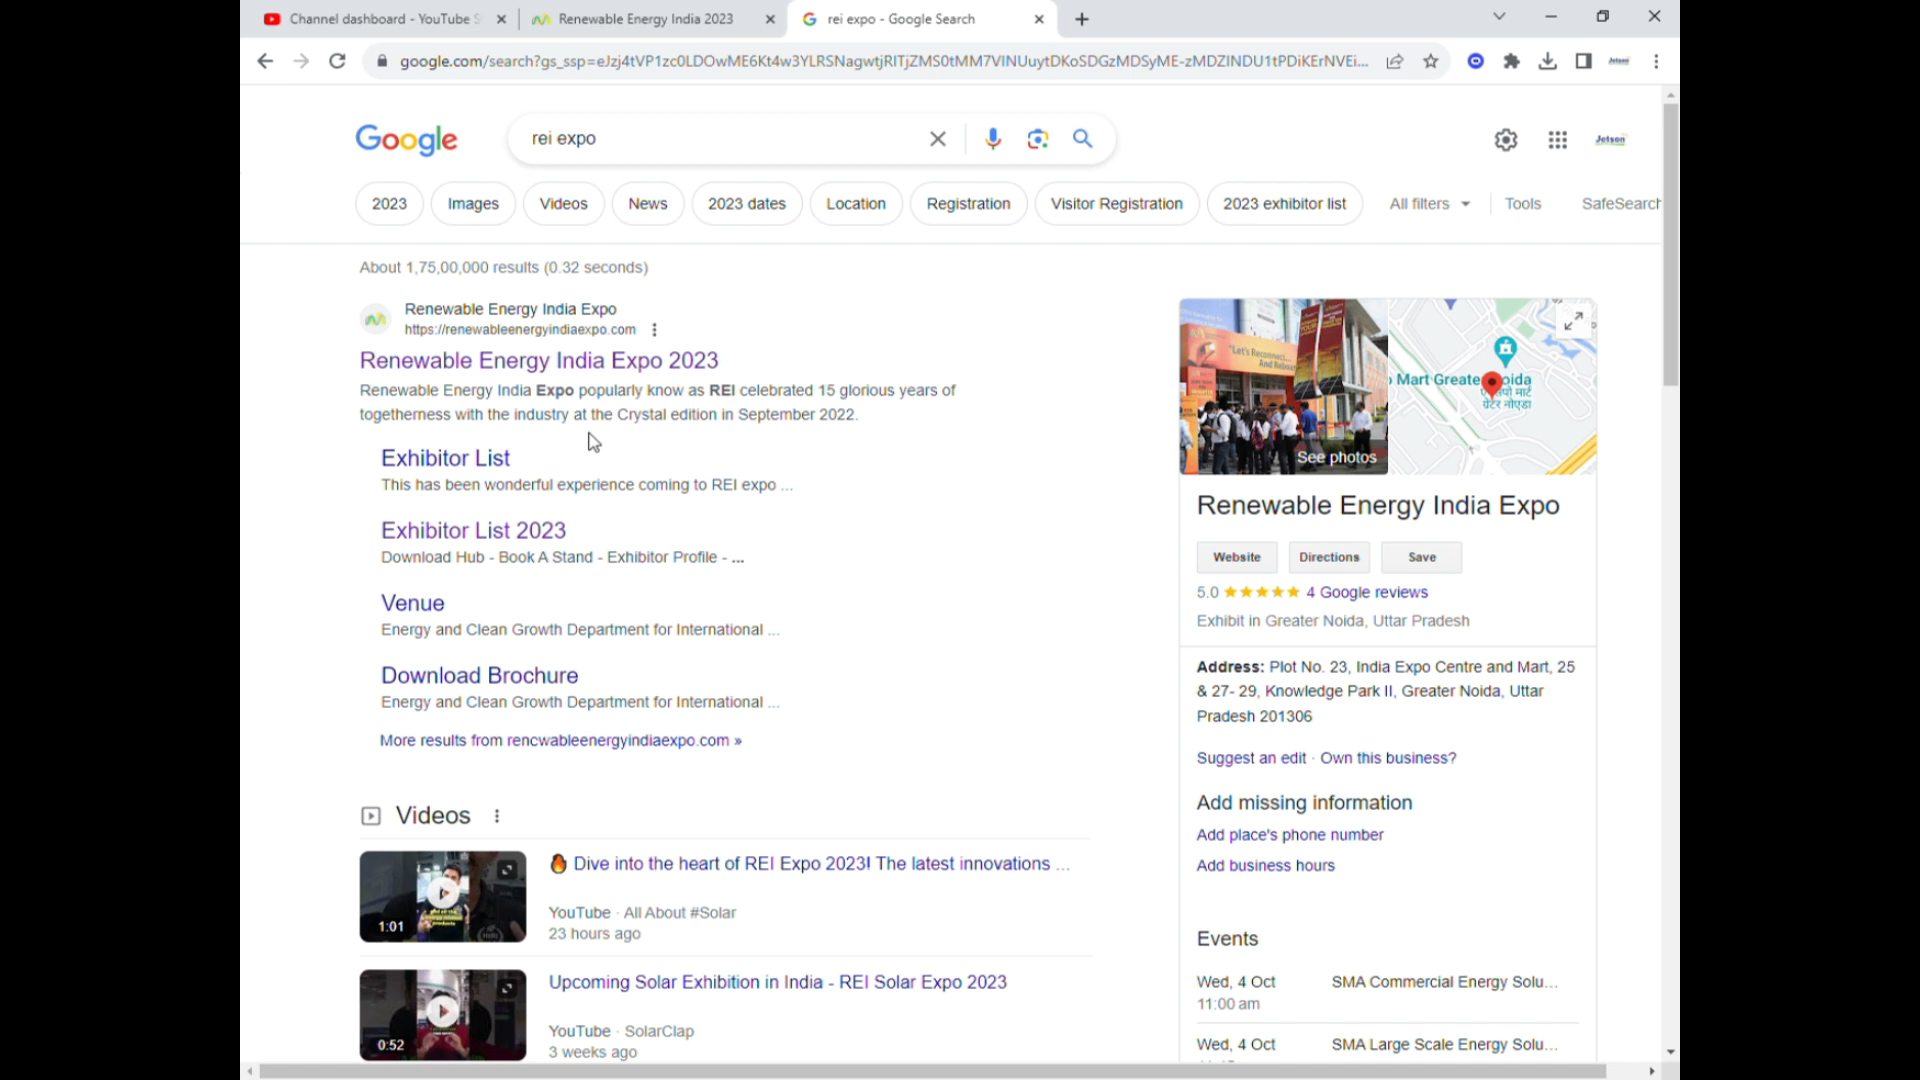 Channel dashboard - YouTube S
Renewable Energy India 2023
rei expo - Google Search
google.com/search?gs_ssp=eJzj4tVP1zc0LDOwME6Kt4w3YLRSNagwtjRITjZMS0tMM7VINUuytDKoSDGzMDSyME-zMDZINDU1tPDiKErNVEi...
Google
rei expo
Jetson
2023
Images
Videos
News
2023 dates
Location
Registration
Visitor Registration
2023 exhibitor list
All filters
Tools
SafeSearch
About 1,75,00,000 results (0.32 seconds)
Renewable Energy India Expo
https://renewableenergyindiaexpo.com
Renewable Energy India Expo 2023
Renewable Energy India Expo popularly know as REI celebrated 15 glorious years of
togetherness with the industry at the Crystal edition in September 2022.
Exhibitor List
This has been wonderful experience coming to REI expo ...
Exhibitor List 2023
Download Hub - Book A Stand - Exhibitor Profile - ...
Venue
Energy and Clean Growth Department for International ...
Download Brochure
Energy and Clean Growth Department for International ...
More results from renewableenergyindiaexpo.com »
Videos
1:01
🔥 Dive into the heart of REI Expo 2023! The latest innovations ...
YouTube · All About #Solar
23 hours ago
0:52
Upcoming Solar Exhibition in India - REI Solar Expo 2023
YouTube · SolarClap
3 weeks ago
"Let's Reconnect...
And Rebou
See photos
Mart Greate oida
पो मार्ट
ग्रेटर नोएडा
Renewable Energy India Expo
Website
Directions
Save
5.0 ★★★★★ 4 Google reviews
Exhibit in Greater Noida, Uttar Pradesh
Address: Plot No. 23, India Expo Centre and Mart, 25
& 27- 29, Knowledge Park II, Greater Noida, Uttar
Pradesh 201306
Suggest an edit · Own this business?
Add missing information
Add place's phone number
Add business hours
Events
Wed, 4 Oct
11:00 am
SMA Commercial Energy Solu...
Wed, 4 Oct
SMA Large Scale Energy Solu...